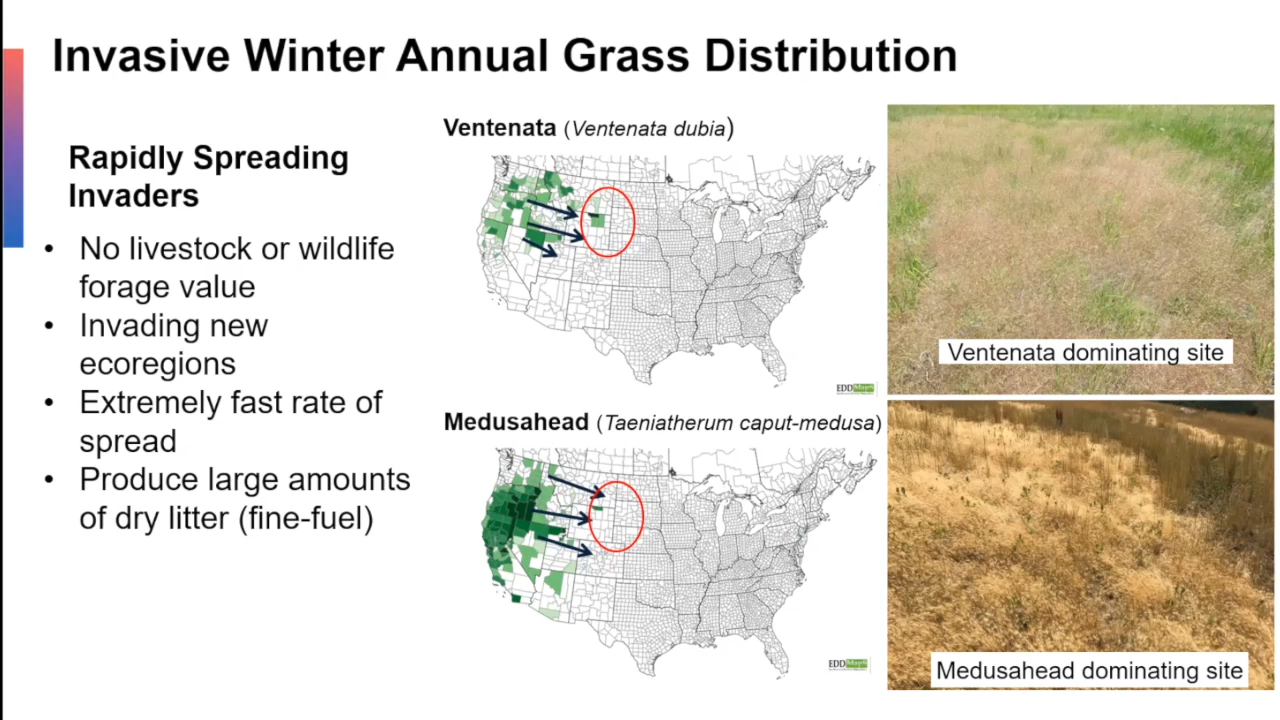 Invasive Winter Annual Grass Distribution
Rapidly Spreading
Invaders
• No livestock or wildlife
forage value
• Invading new
ecoregions
• Extremely fast rate of
spread
• Produce large amounts
of dry litter (fine-fuel)
Ventenata (Ventenata dubia)
EDDMapS
Ventenata dominating site
Medusahead (Taeniatherum caput-medusa)
EDDMapS
Medusahead dominating site